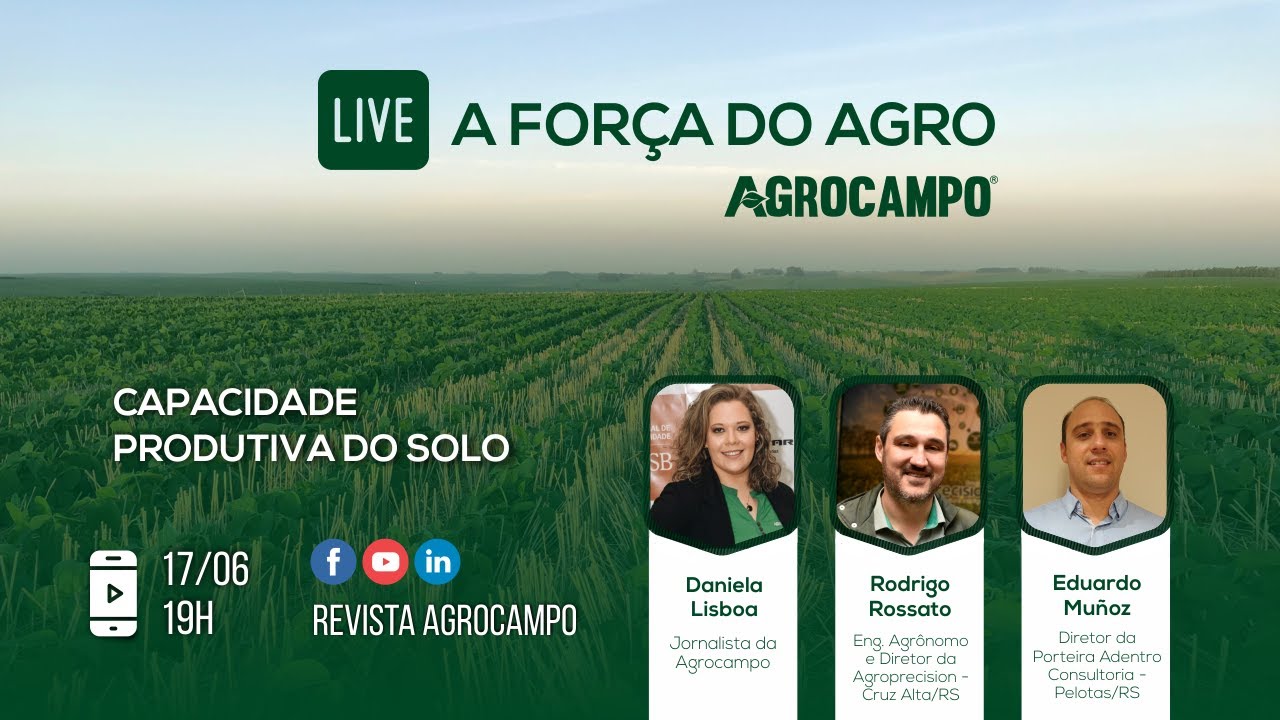 LIVE
A FORÇA DO AGRO
AGROCAMPO®
CAPACIDADE
PRODUTIVA DO SOLO
17/06
19H
REVISTA AGROCAMPO
Daniela
Lisboa
Jornalista da
Agrocampo
Rodrigo
Rossato
Eng. Agrônomo
e Diretor da
Agroprecision -
Cruz Alta/RS
Eduardo
Muñoz
Diretor da
Porteira Adentro
Consultoria -
Pelotas/RS